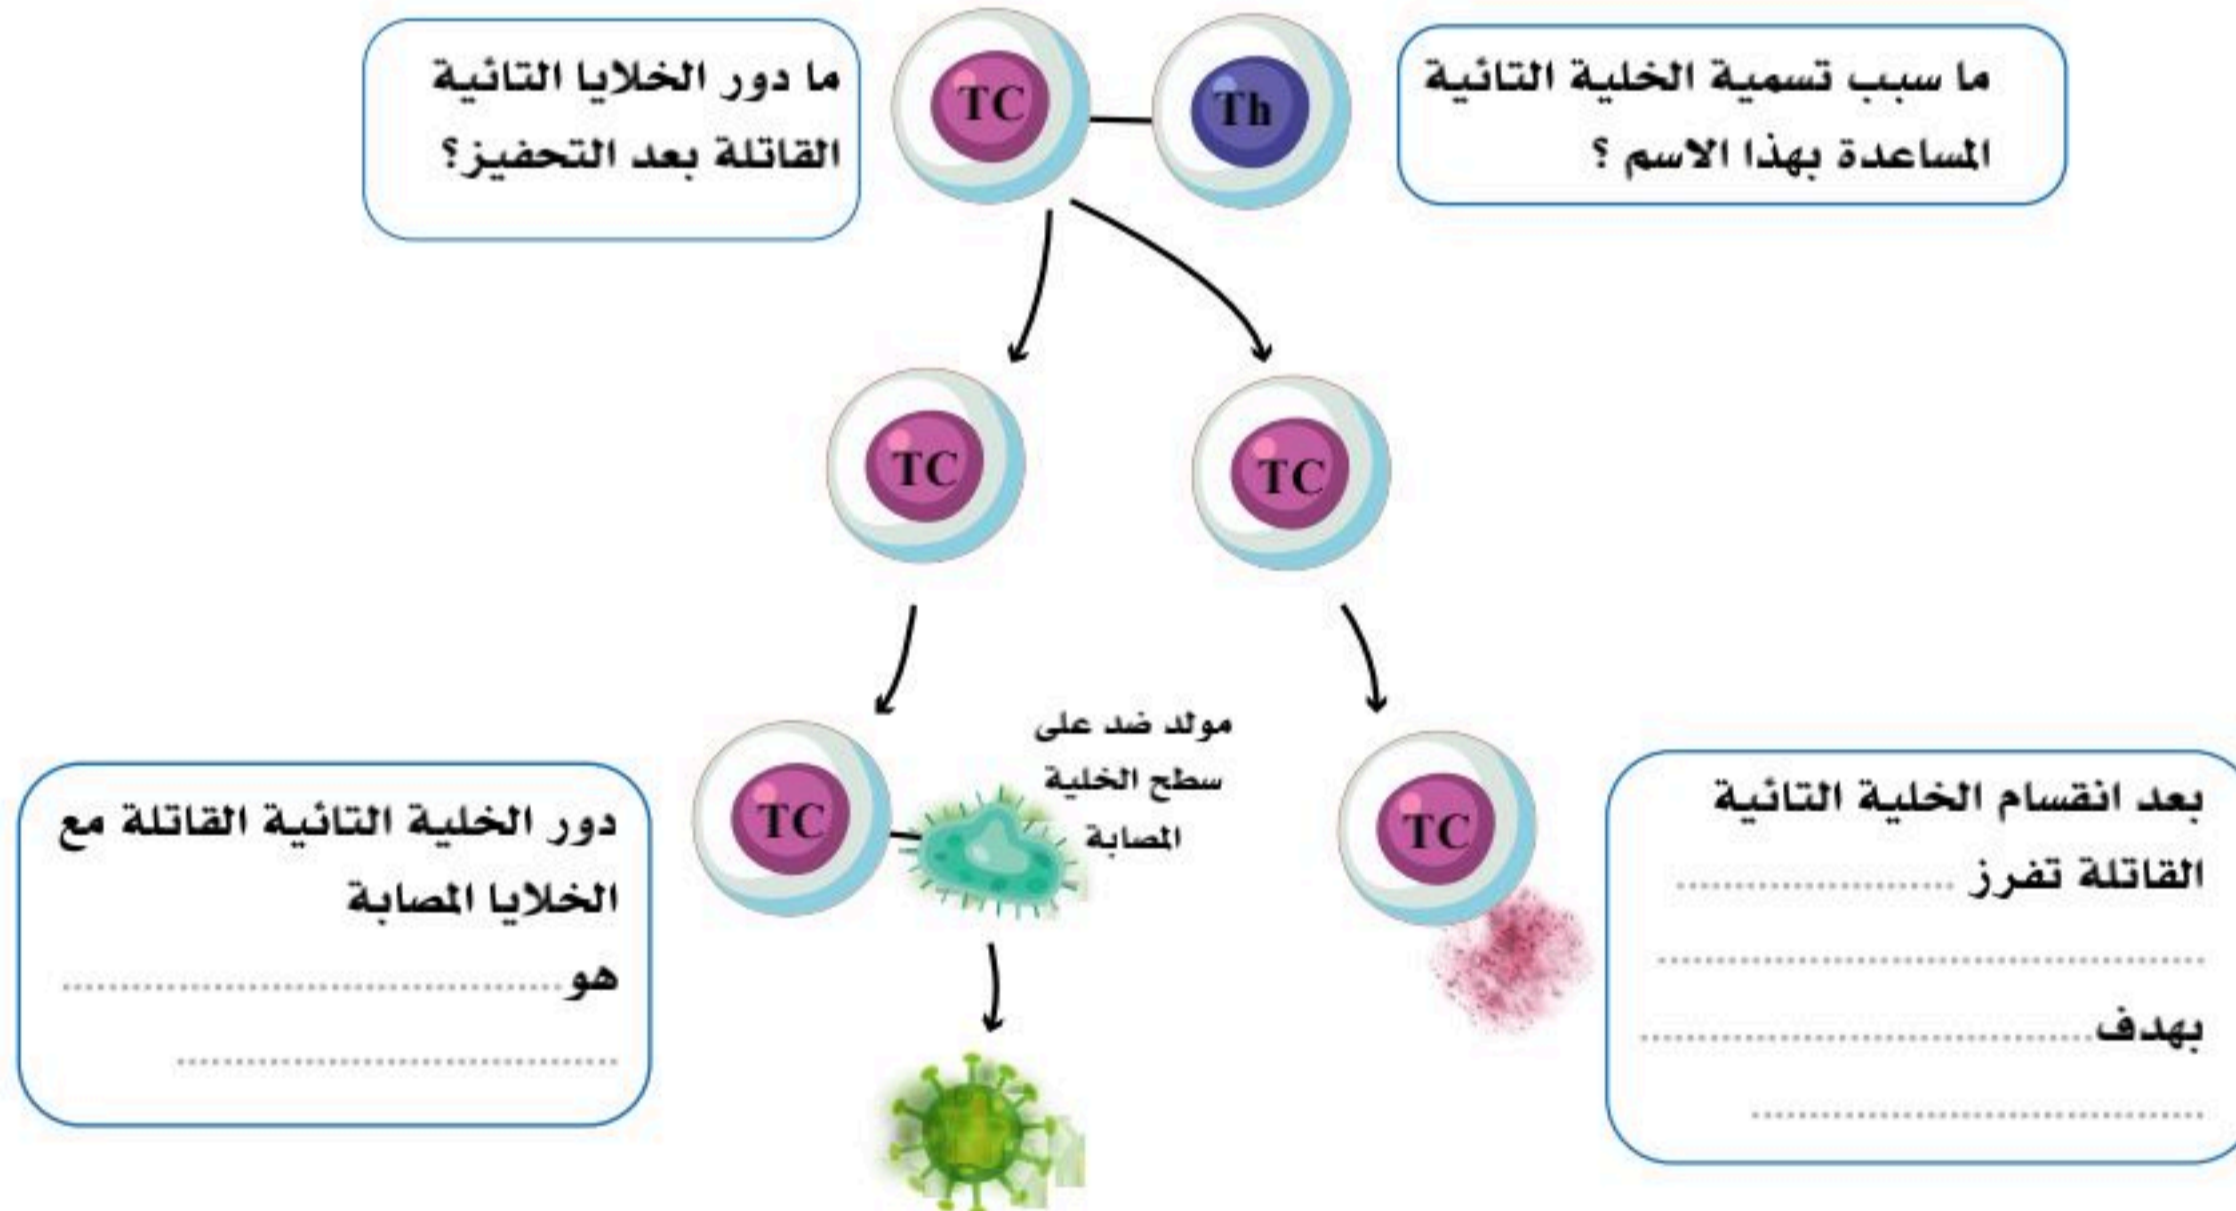 ما سبب تسمية الخلية التائية
المساعدة بهذا الاسم ؟
Th
TC
ما دور الخلايا التائية
القاتلة بعد التحفيز؟
TC
TC
بعد انقسام الخلية التائية
القاتلة تفرز ......................
............................................
بهدف....................................
....................................
TC
مولد ضد على
سطح الخلية
المصابة
TC
دور الخلية التائية القاتلة مع
الخلايا المصابة
هو........................................
....................................